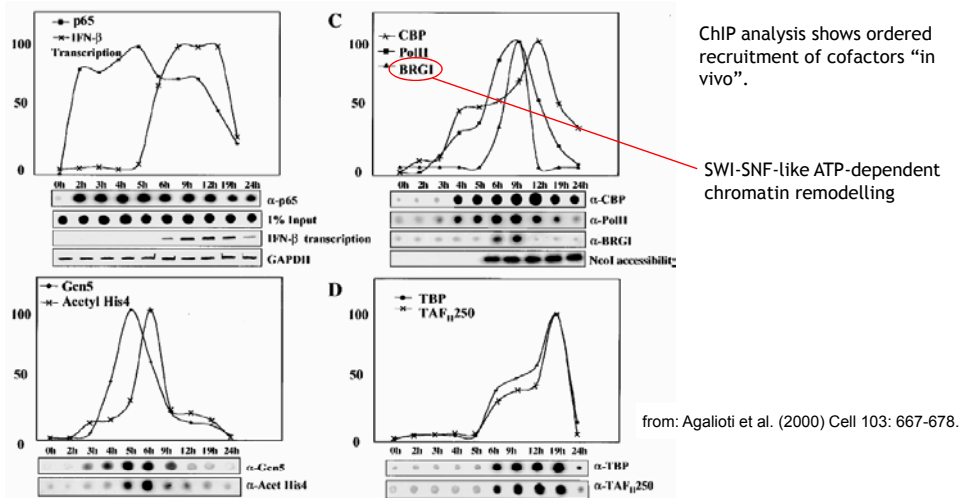 p65
IFN-β
Transcription
100
50
0
0h 2h 3h 4h 5h 6h 9h 12h 19h 24h
α-p65
1% Input
IFN-β transcription
GAPDH
C
CBP
PolII
BRGI
100
50
0
0h 2h 3h 4h 5h 6h 9h 12h 19h 24h
α-CBP
α-PolII
α-BRGI
NcoI accessibility
ChIP analysis shows ordered
recruitment of cofactors “in
vivo”.
SWI-SNF-like ATP-dependent
chromatin remodelling
Gcn5
Acetyl His4
100
50
0
0h 2h 3h 4h 5h 6h 9h 12h 19h 24h
α-Gcn5
α-Acet His4
D
TBP
TAFII250
100
50
0
0h 2h 3h 4h 5h 6h 9h 12h 19h 24h
α-TBP
α-TAFII250
from: Agalioti et al. (2000) Cell 103: 667-678.